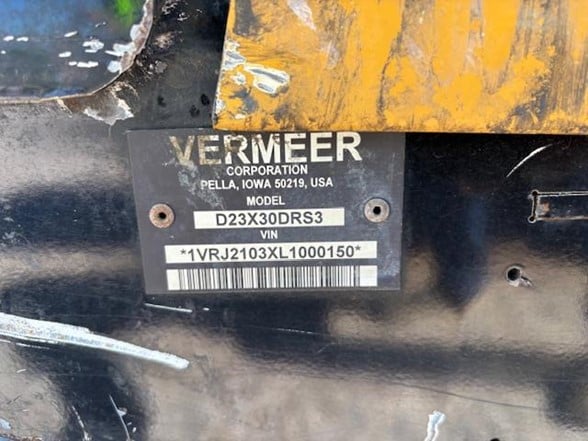 VERMEER
CORPORATION
PELLA, IOWA 50219, USA
MODEL
D23X30DRS3
VIN
*1VRJ2103XL1000150*